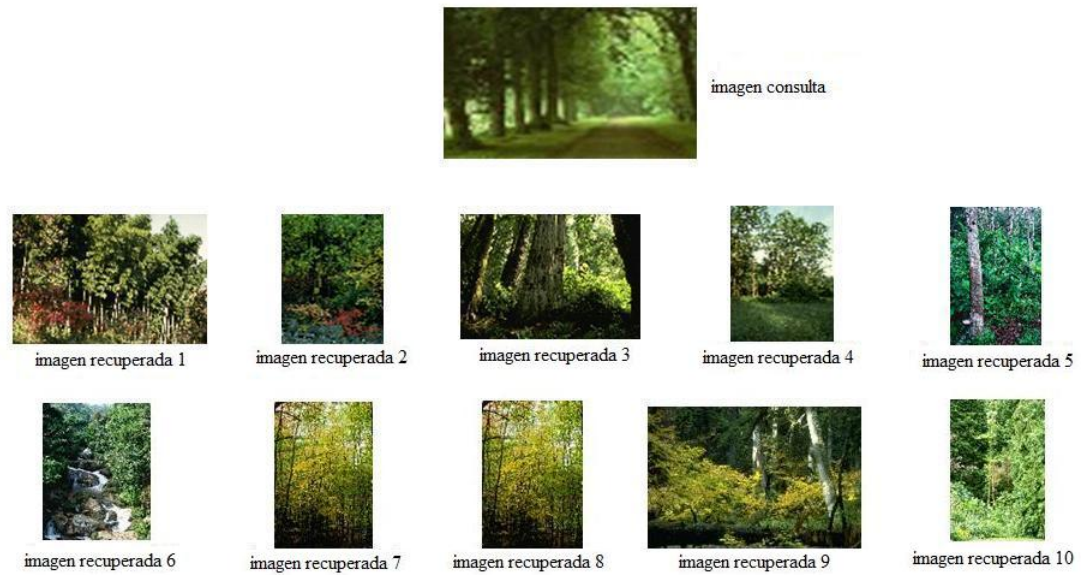 imagen consulta
imagen recuperada 1
imagen recuperada 2
imagen recuperada 3
imagen recuperada 4
imagen recuperada 5
imagen recuperada 6
imagen recuperada 7
imagen recuperada 8
imagen recuperada 9
imagen recuperada 10